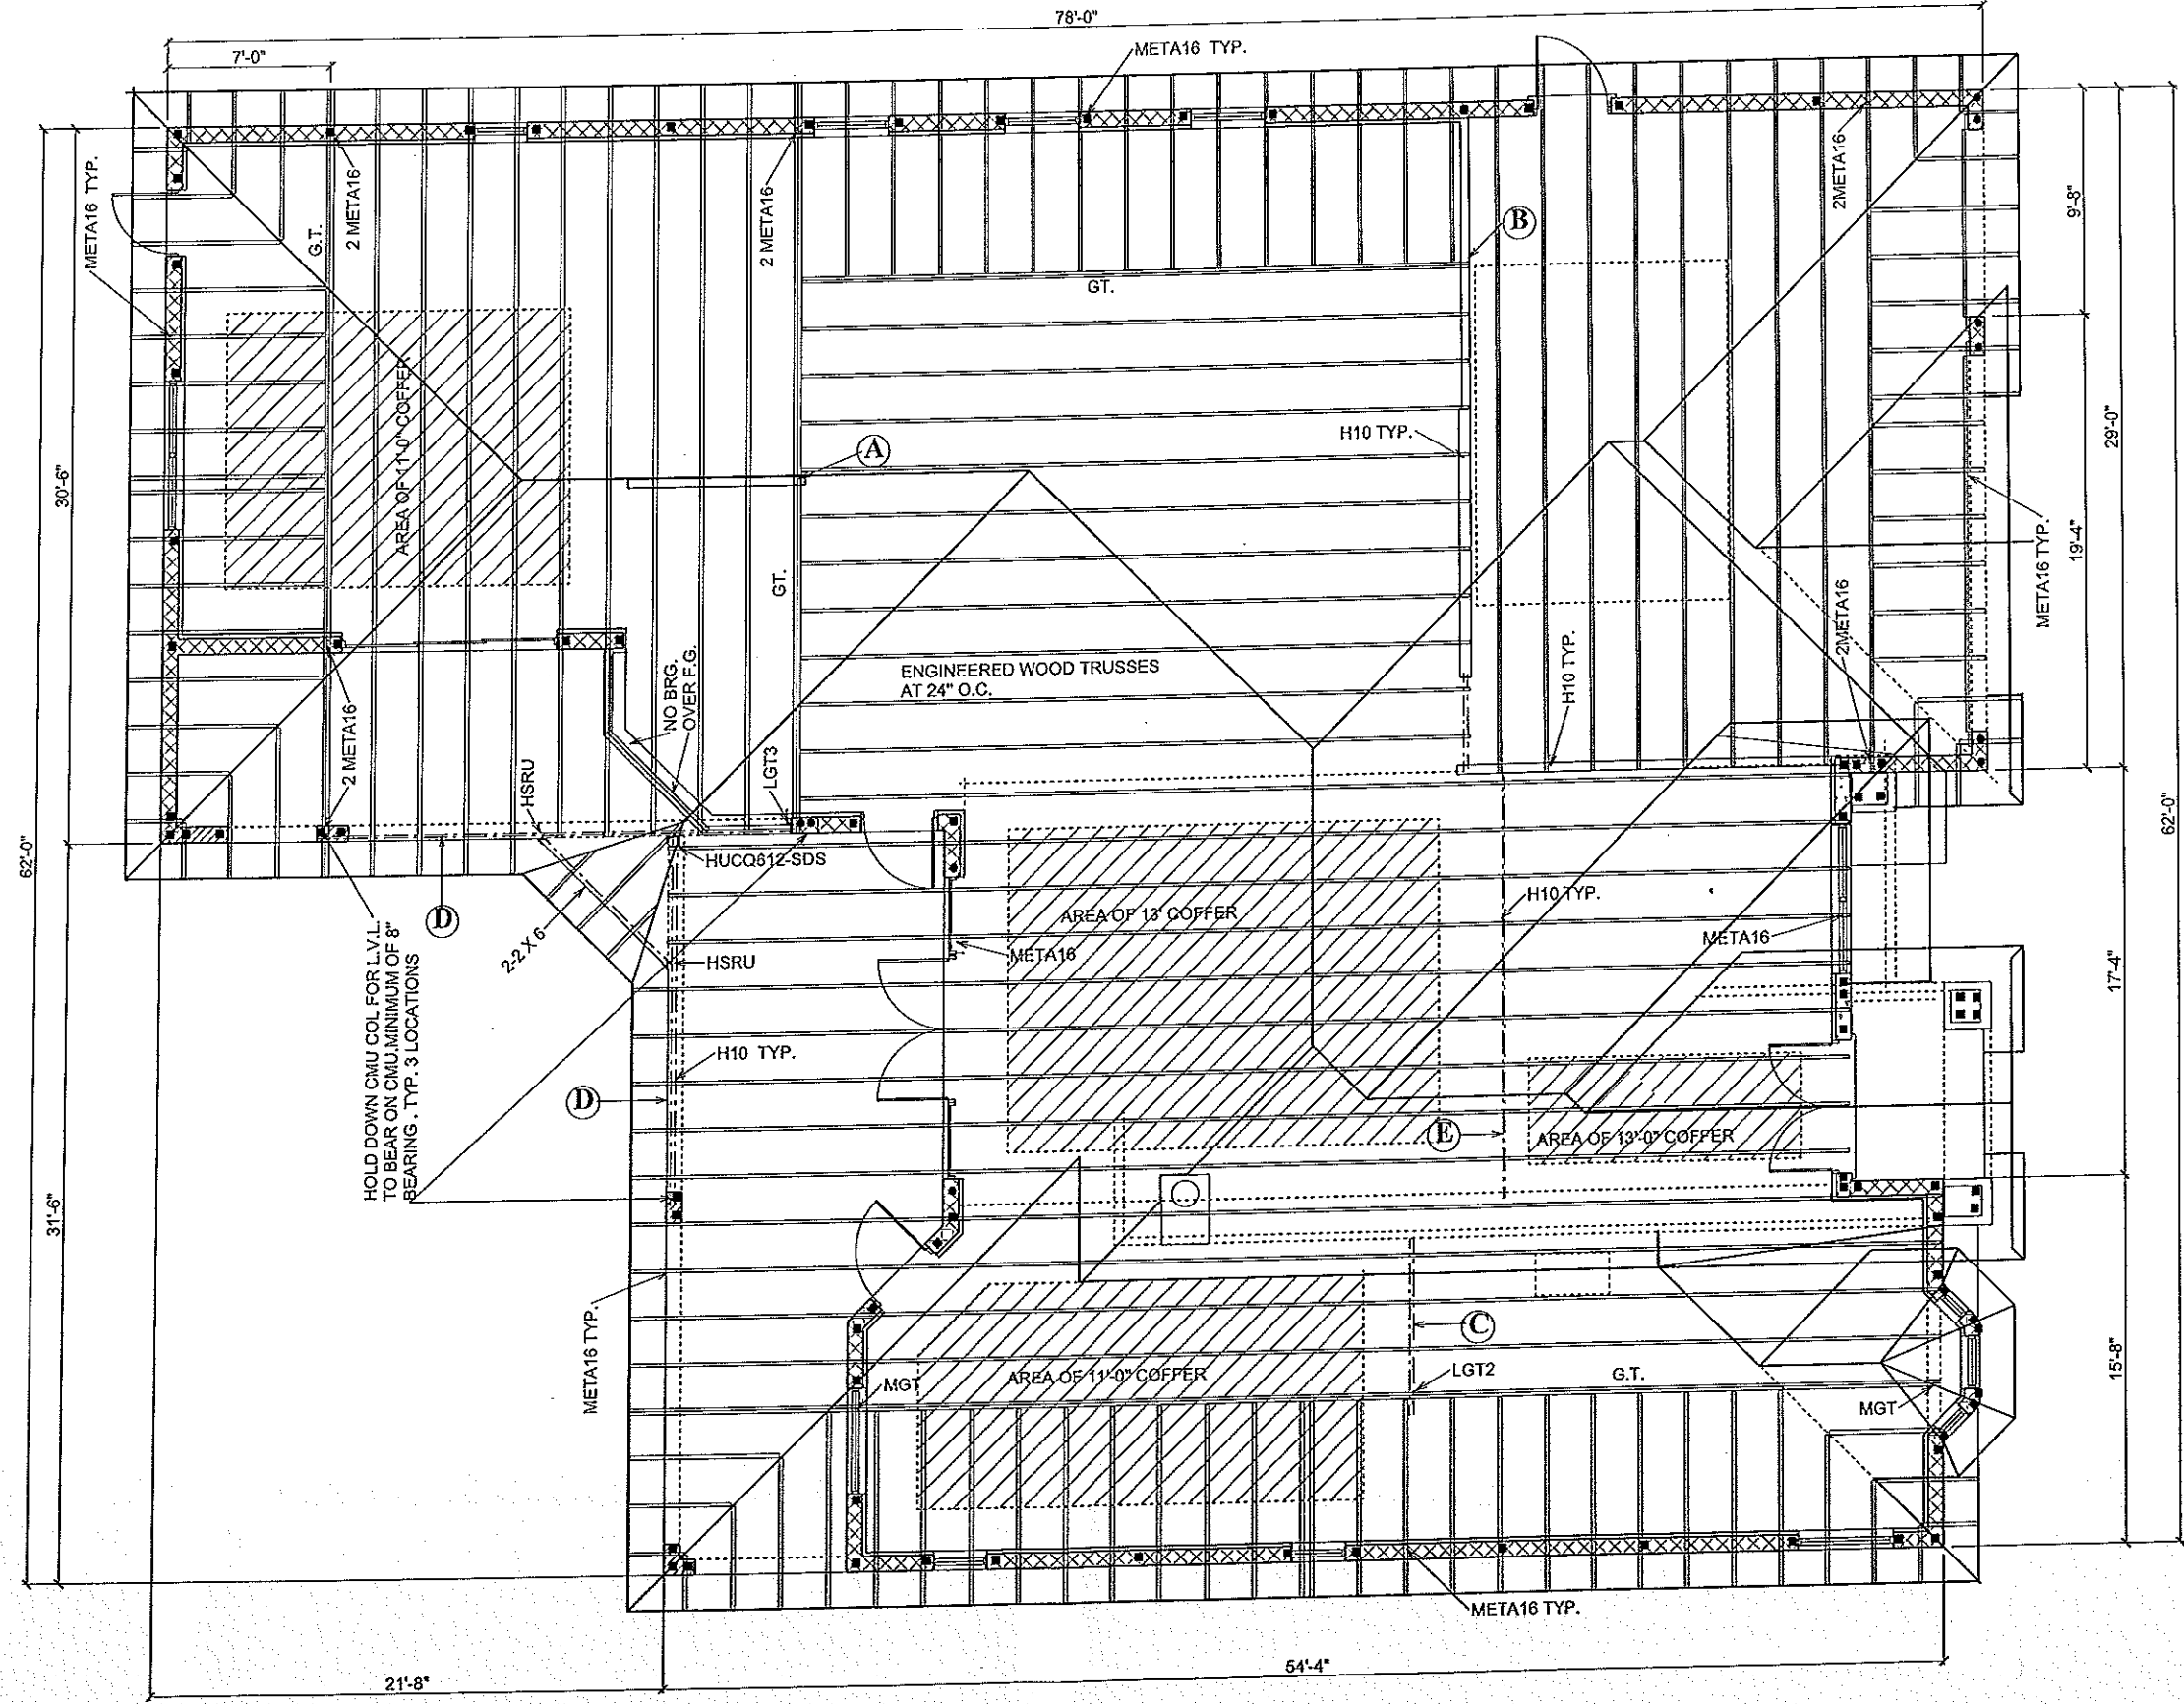 78'-0"
7'-0"
META16 TYP.
META16 TYP.
G.T.
2 META16
2 META16
2META16
9'-8"
B
GT.
30'-6"
AREA OF 11'-0" COFFER
A
H10 TYP.
29'-0"
META16 TYP.
19'-4"
GT.
ENGINEERED WOOD TRUSSES
AT 24" O.C.
NO BRG.
OVER F.G.
H10 TYP.
2META16
2 META16
HSRU
LGT3
HUCQ612-SDS
62'-0"
62'-0"
D
2-2 X 6
HSRU
AREA OF 13' COFFER
META16
H10 TYP.
META16
17'-4"
HOLD DOWN CMU COL FOR L.V.L.
TO BEAR ON CMU.MINIMUM OF 8"
BEARING . TYP. 3 LOCATIONS
H10 TYP.
D
E
AREA OF 13'-0" COFFER
31'-6"
META16 TYP.
C
AREA OF 11'-0" COFFER
MGT
LGT2
G.T.
MGT
15'-8"
META16 TYP.
21'-8"
54'-4"